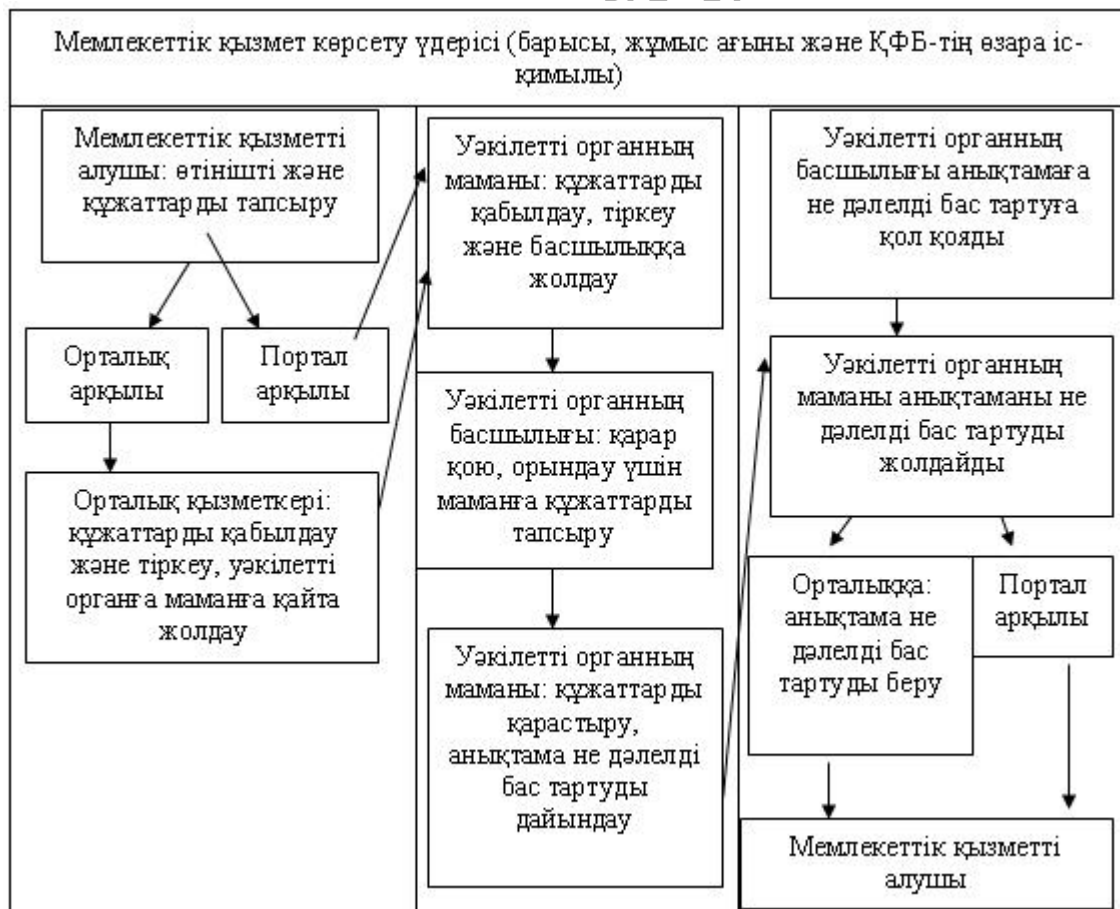 Мемлекеттік қызмет көрсету үдерісі (барысы, жұмыс ағыны және ҚФБ-тің өзара іс-
қимылы)
Мемлекеттік қызметті
алушы: өтінішті және
құжаттарды тапсыру
Орталық
арқылы
Портал
арқылы
Орталық қызметкері:
құжаттарды қабылдау
және тіркеу, уәкілетті
органға маманға қайта
жолдау
Уәкілетті органның
маманы: құжаттарды
қабылдау, тіркеу
және басшылыққа
жолдау
Уәкілетті органның
басшылығы: қарар
қою, орындау үшін
маманға құжаттарды
тапсыру
Уәкілетті органның
маманы: құжаттарды
қарастыру,
анықтама не дәлелді
бас тартуды
дайындау
Уәкілетті органның
басшылығы анықтамаға
не дәлелді бас тартуға
қол қояды
Уәкілетті органның
маманы анықтаманы не
дәлелді бас тартуды
жолдайды
Орталыққа:
анықтама не
дәлелді бас
тартуды беру
Портал
арқылы
Мемлекеттік қызметті
алушы